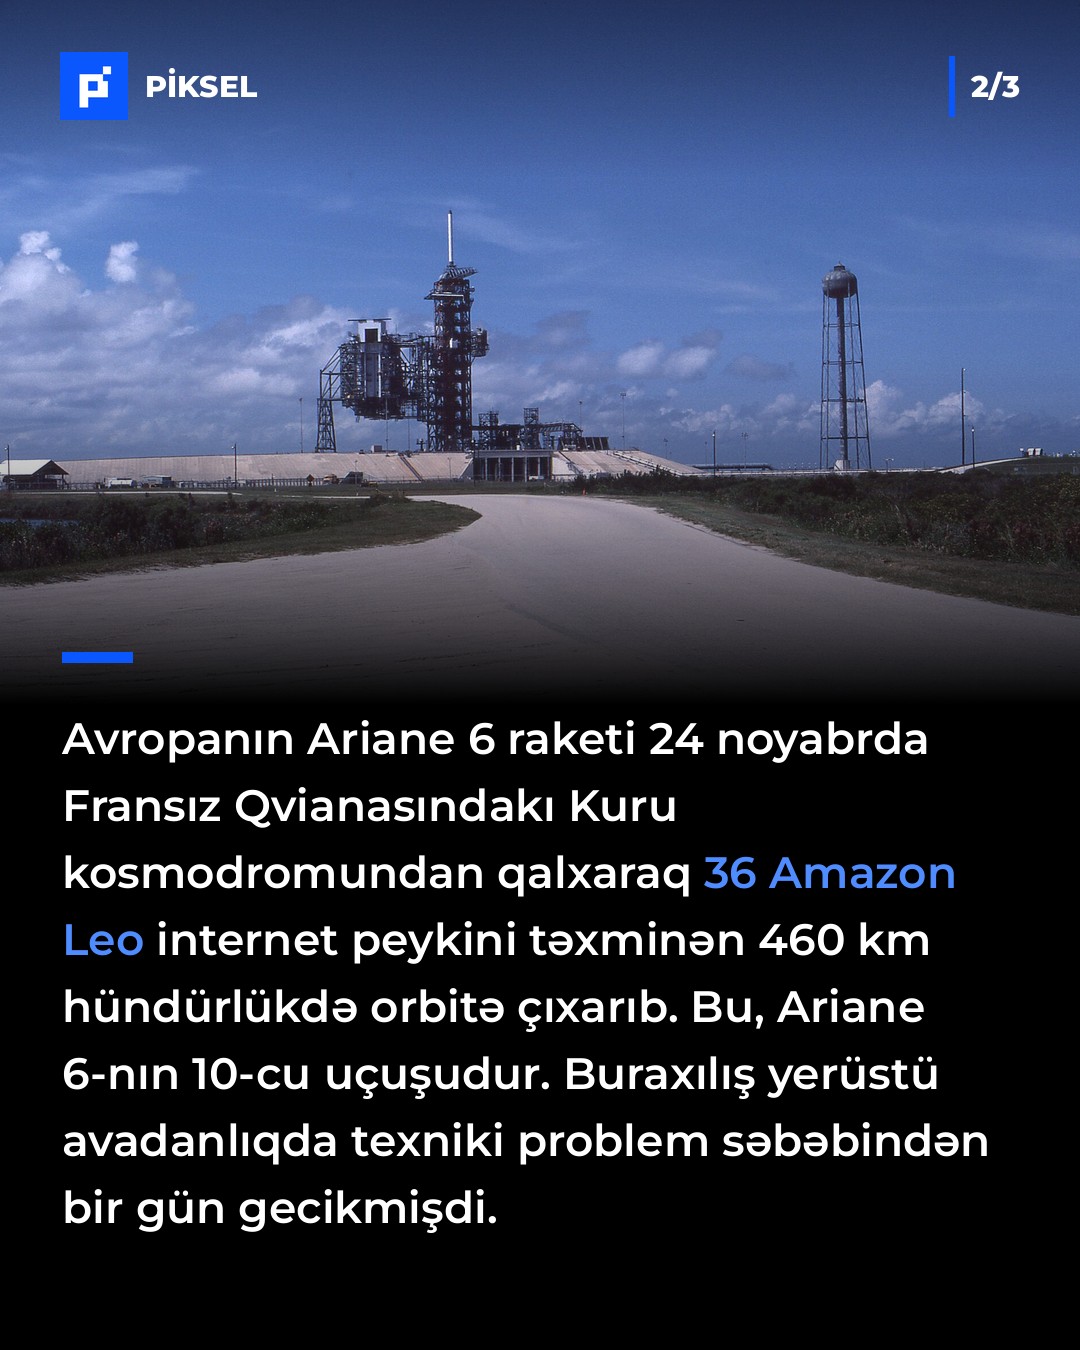 PİKSEL
2/3
Avropanın Ariane 6 raketi 24 noyabrda
Fransız Qvianasındakı Kuru
kosmodromundan qalxaraq 36 Amazon
Leo internet peykini təxminən 460 km
hündürlükdə orbitə çıxarıb. Bu, Ariane
6-nın 10-cu uçuşudur. Buraxılış yerüstü
avadanlıqda texniki problem səbəbindən
bir gün gecikmişdi.